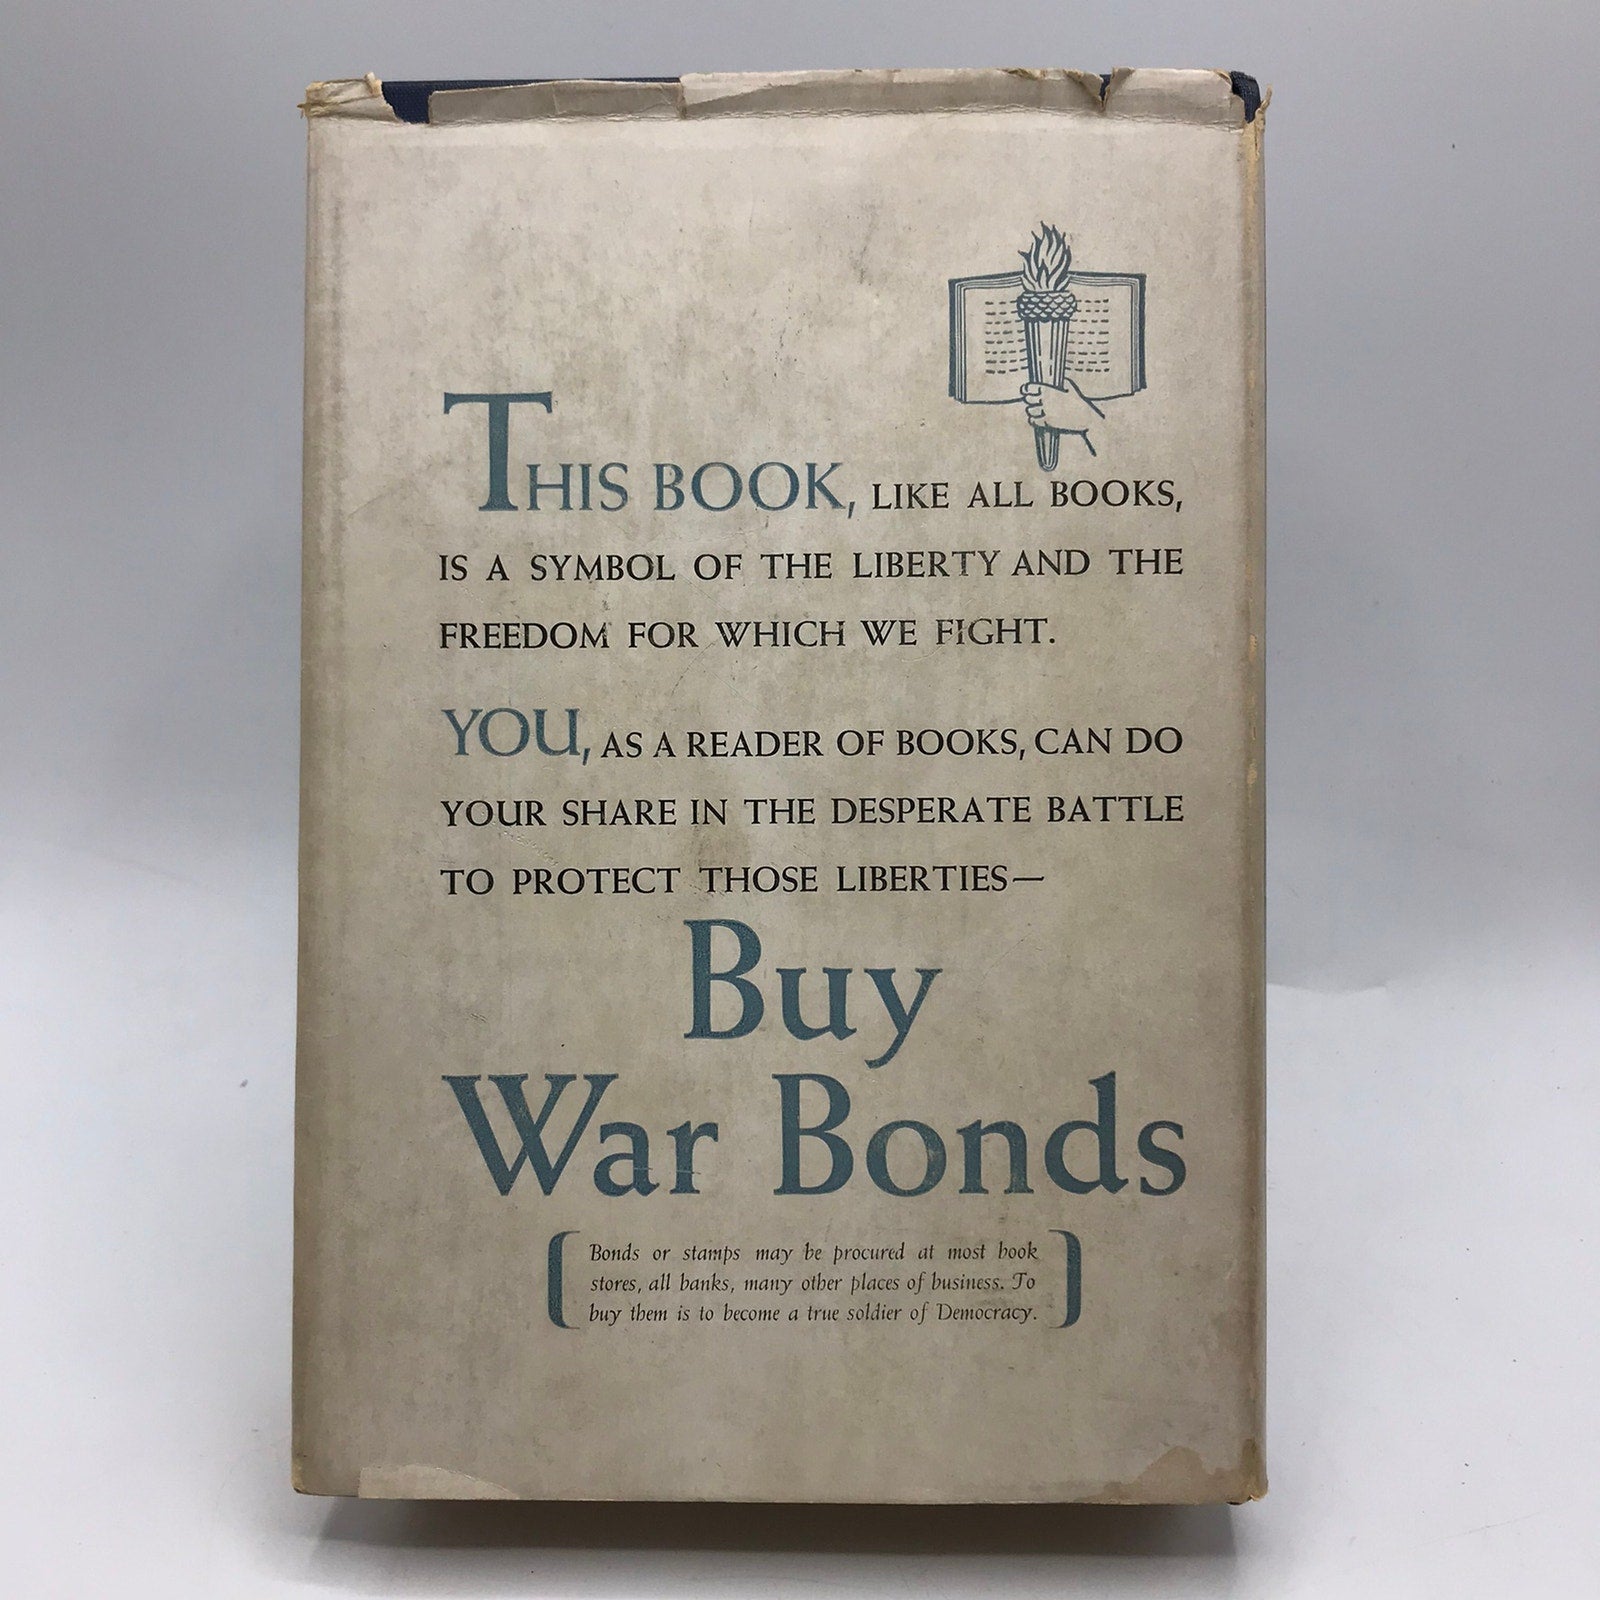 THIS BOOK, LIKE ALL BOOKS,
IS A SYMBOL OF THE LIBERTY AND THE
FREEDOM FOR WHICH WE FIGHT.
YOU, AS A READER OF BOOKS, CAN DO
YOUR SHARE IN THE DESPERATE BATTLE
TO PROTECT THOSE LIBERTIES—
Buy
War Bonds
Bonds or stamps may be procured at most book
stores, all banks, many other places of business. To
buy them is to become a true soldier of Democracy.